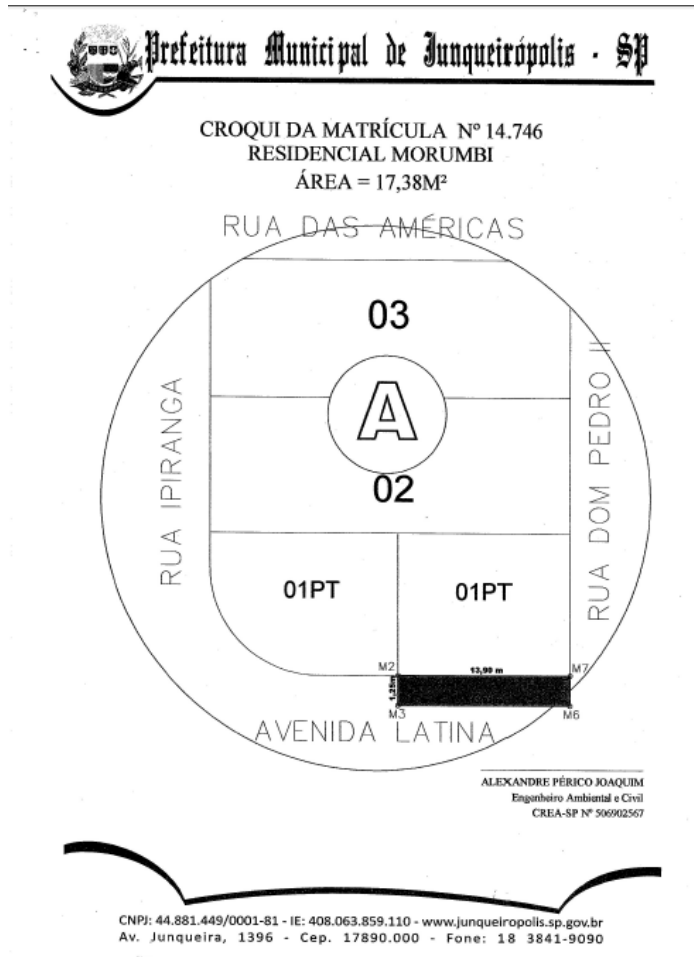 Prefeitura Municipal de Junqueirópolis - SP
CROQUI DA MATRÍCULA Nº 14.746
RESIDENCIAL MORUMBI
ÁREA = 17,38M²
RUA DAS AMÉRICAS
03
A
RUA IPIRANGA
RUA DOM PEDRO II
02
01PT
01PT
M2
13,90 m
M7
1,25m
M3
M6
AVENIDA LATINA
ALEXANDRE PÉRICO JOAQUIM
Engenheiro Ambiental e Civil
CREA-SP Nº 506902567
CNPJ: 44.881.449/0001-81 - IE: 408.063.859.110 - www.junqueiropolis.sp.gov.br
Av. Junqueira, 1396 - Cep. 17890.000 - Fone: 18 3841-9090